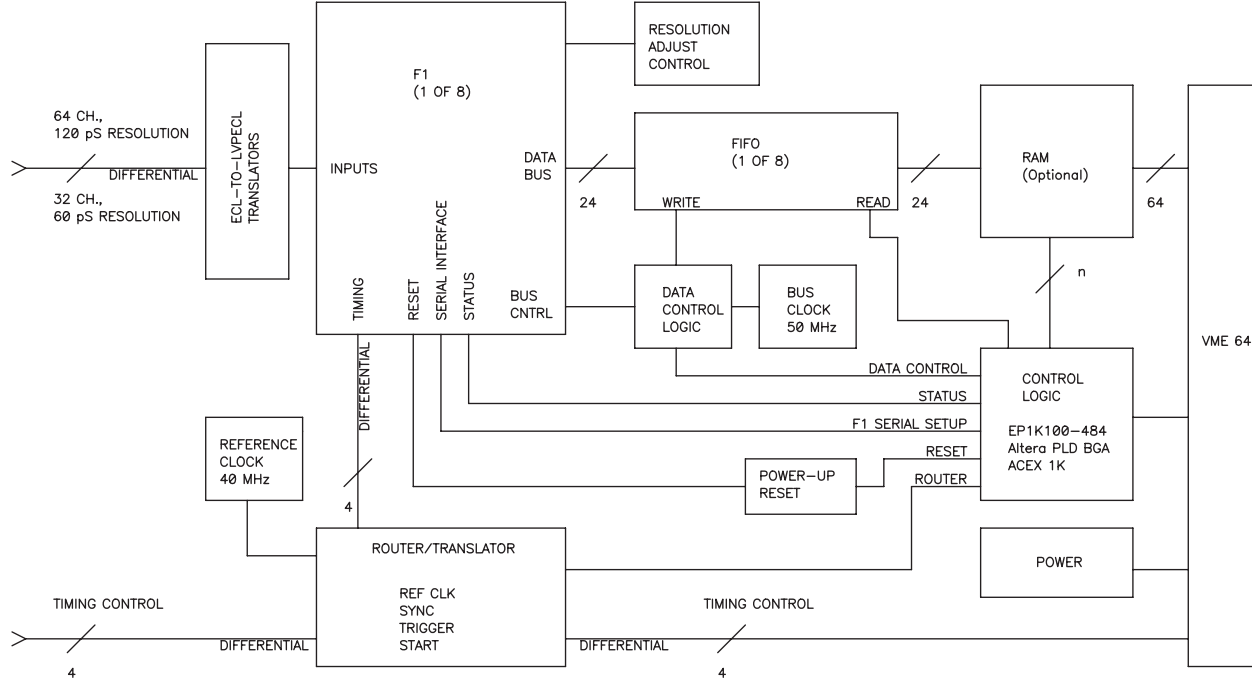 64 CH.,
120 pS RESOLUTION
DIFFERENTIAL
32 CH.,
60 pS RESOLUTION
ECL-TO-LVPECL
TRANSLATORS
F1
(1 OF 8)
INPUTS
DATA
BUS
TIMING
RESET
SERIAL INTERFACE
STATUS
BUS
CNTRL
RESOLUTION
ADJUST
CONTROL
24
FIFO
(1 OF 8)
WRITE
READ
24
RAM
(Optional)
64
n
VME 64
DATA
CONTROL
LOGIC
BUS
CLOCK
50 MHz
DATA CONTROL
STATUS
F1 SERIAL SETUP
RESET
ROUTER
CONTROL
LOGIC
EP1K100-484
Altera PLD BGA
ACEX 1K
POWER-UP
RESET
DIFFERENTIAL
4
REFERENCE
CLOCK
40 MHz
ROUTER/TRANSLATOR
REF CLK
SYNC
TRIGGER
START
POWER
TIMING CONTROL
DIFFERENTIAL
4
TIMING CONTROL
DIFFERENTIAL
4